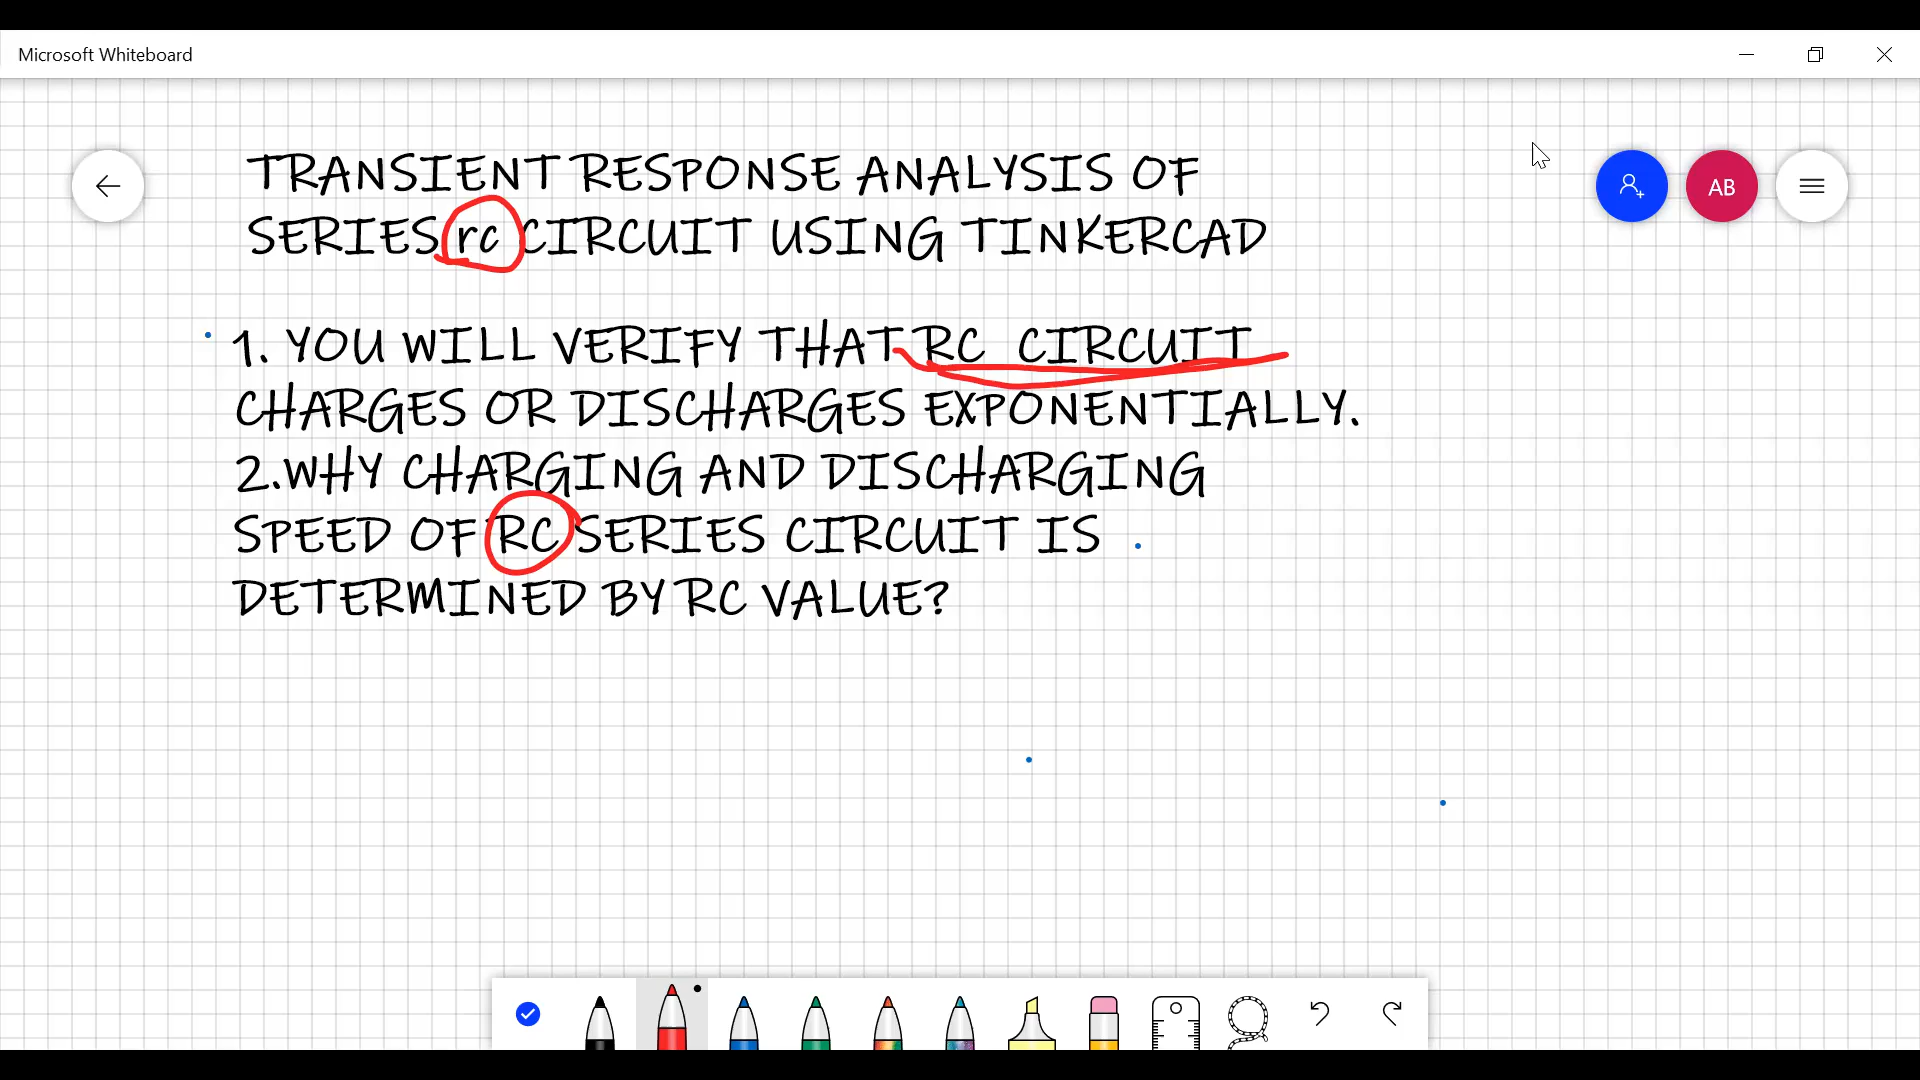 Microsoft Whiteboard
TRANSIENT RESPONSE ANALYSIS OF
SERIES rc CIRCUIT USING TINKERCAD
AB
1. YOU WILL VERIFY THAT RC CIRCUIT
CHARGES OR DISCHARGES EXPONENTIALLY.
2.WHY CHARGING AND DISCHARGING
SPEED OF RC SERIES CIRCUIT IS
DETERMINED BY RC VALUE?